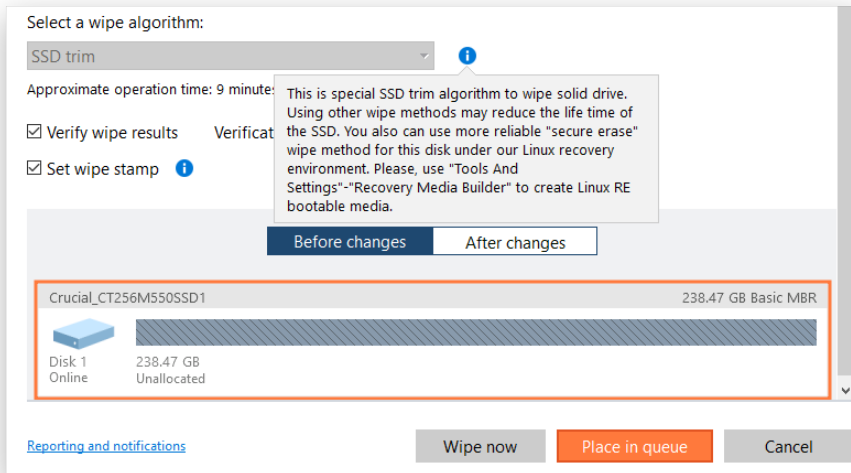 Select a wipe algorithm:
SSD trim
Approximate operation time: 9 minute
This is special SSD trim algorithm to wipe solid drive.
Using other wipe methods may reduce the life time of
the SSD. You also can use more reliable "secure erase"
wipe method for this disk under our Linux recovery
environment. Please, use "Tools And
Settings"-"Recovery Media Builder" to create Linux RE
bootable media.
Verify wipe results Verificat
Set wipe stamp
Before changes After changes
Crucial_CT256M550SSD1 238.47 GB Basic MBR
Disk 1 238.47 GB
Online Unallocated
Reporting and notifications Wipe now Place in queue Cancel